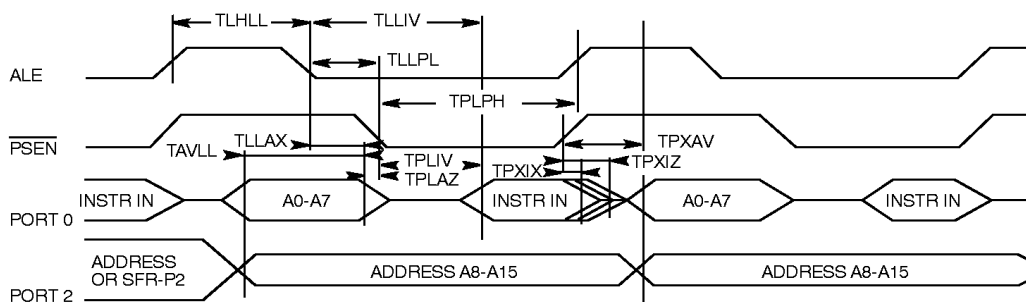 TLHLL TLLIV
TLLPL
ALE
TPLPH
PSEN
TLLAX TPXAV
TAVLL TPLIV TPXIZ
TPLAZ TPXIX
INSTR IN A0-A7 INSTR IN A0-A7 INSTR IN
PORT 0
ADDRESS
OR SFR-P2
ADDRESS A8-A15 ADDRESS A8-A15
PORT 2